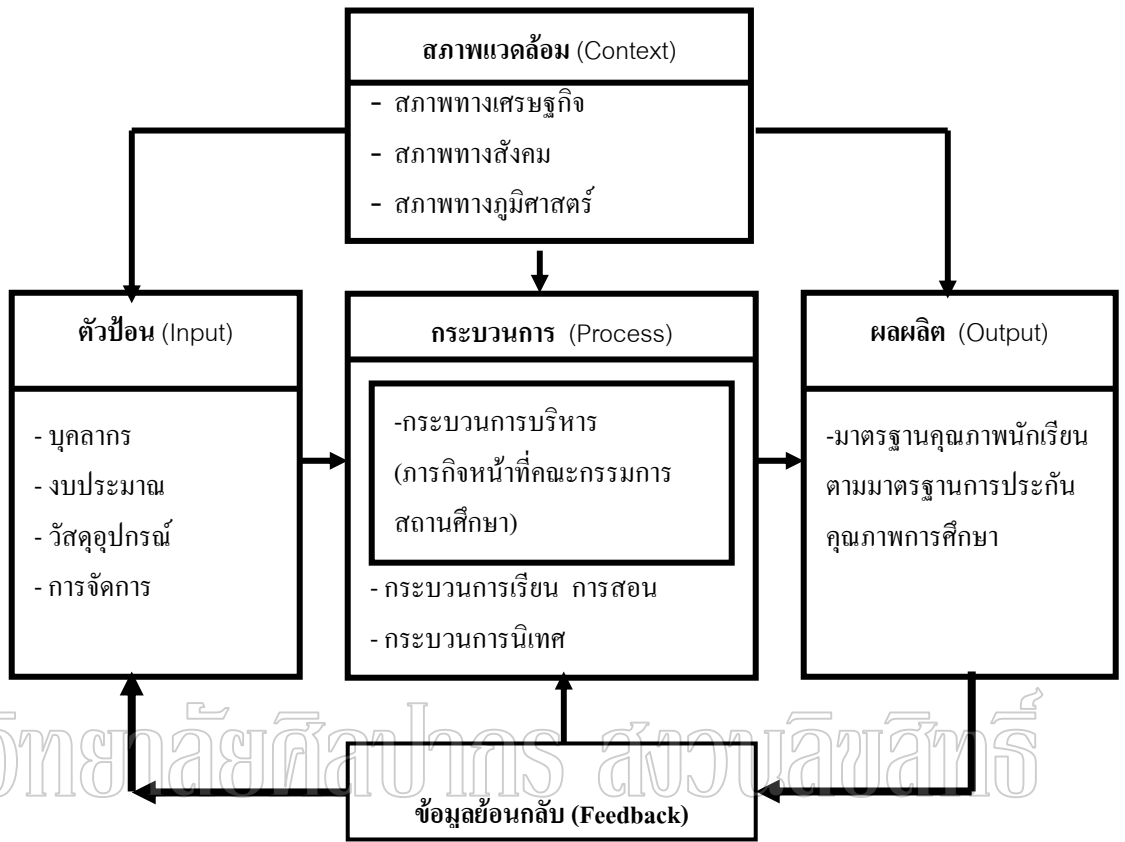 สภาพแวดล้อม (Context)
- สภาพทางเศรษฐกิจ
- สภาพทางสังคม
- สภาพทางภูมิศาสตร์
ตัวป้อน (Input)
- บุคลากร
- งบประมาณ
- วัสดุอุปกรณ์
- การจัดการ
กระบวนการ (Process)
-กระบวนการบริหาร
(ภารกิจหน้าที่คณะกรรมการ
สถานศึกษา)
- กระบวนการเรียน การสอน
- กระบวนการนิเทศ
ผลผลิต (Output)
-มาตรฐานคุณภาพนักเรียน
ตามมาตรฐานการประกัน
คุณภาพการศึกษา
วิทยาลัยศิลปากร สงวนลิขสิทธิ์
ข้อมูลย้อนกลับ (Feedback)